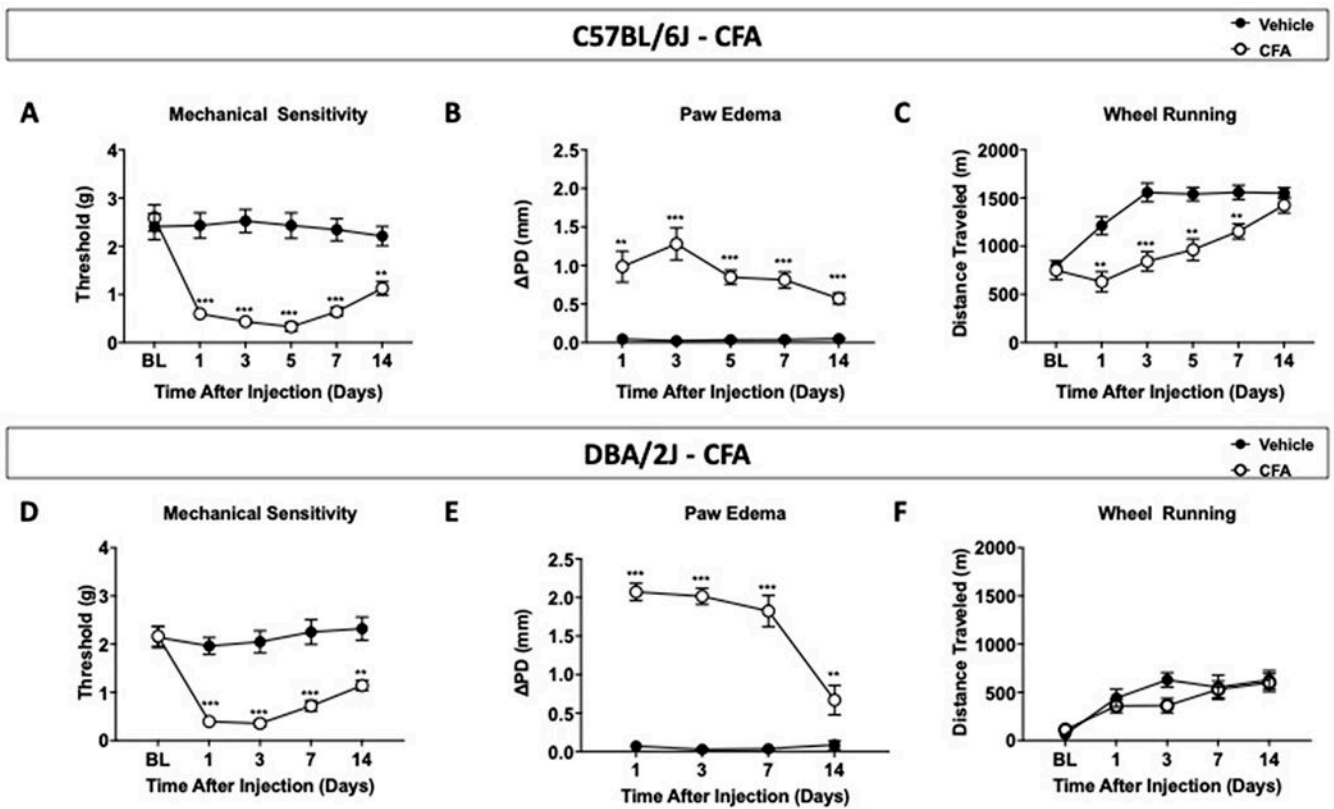 C57BL/6J - CFA
Vehicle
CFA
A
Mechanical Sensitivity
B
Paw Edema
C
Wheel Running
Threshold (g)
4
3
2
1
0
*** *** *** *** **
BL 1 3 5 7 14
Time After Injection (Days)
ΔPD (mm)
2.5
2.0
1.5
1.0
0.5
0.0
** *** *** *** ***
1 3 5 7 14
Time After Injection (Days)
Distance Traveled (m)
2000
1500
1000
500
0
** *** ** **
BL 1 3 5 7 14
Time After Injection (Days)
DBA/2J - CFA
Vehicle
CFA
D
Mechanical Sensitivity
E
Paw Edema
F
Wheel Running
Threshold (g)
4
3
2
1
0
*** *** *** **
BL 1 3 7 14
Time After Injection (Days)
ΔPD (mm)
2.5
2.0
1.5
1.0
0.5
0.0
*** *** *** **
1 3 7 14
Time After Injection (Days)
Distance Traveled (m)
2000
1500
1000
500
0
BL 1 3 7 14
Time After Injection (Days)